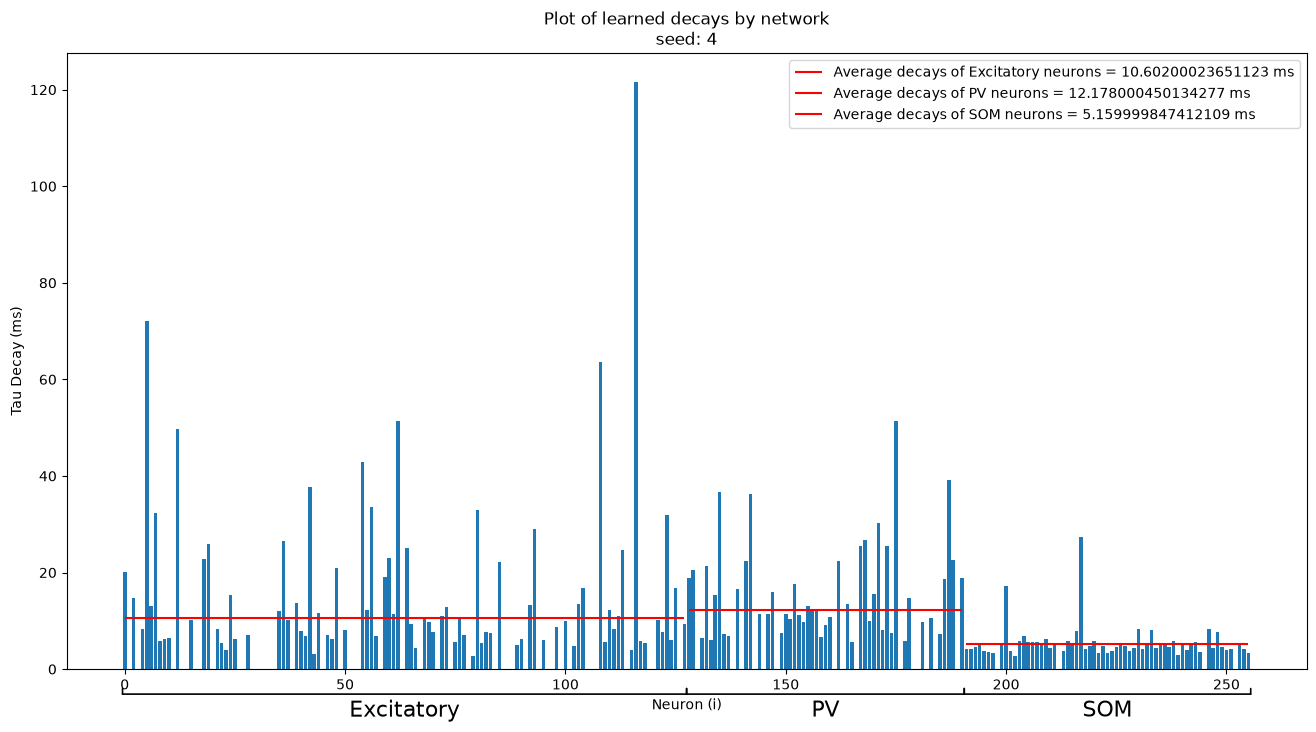 Plot of learned decays by network
seed: 4
Average decays of Excitatory neurons = 10.60200023651123 ms
Average decays of PV neurons = 12.178000450134277 ms
Average decays of SOM neurons = 5.159999847412109 ms
120
100
80
60
40
20
0
Tau Decay (ms)
0 50 100 150 200 250
Neuron (i)
Excitatory PV SOM